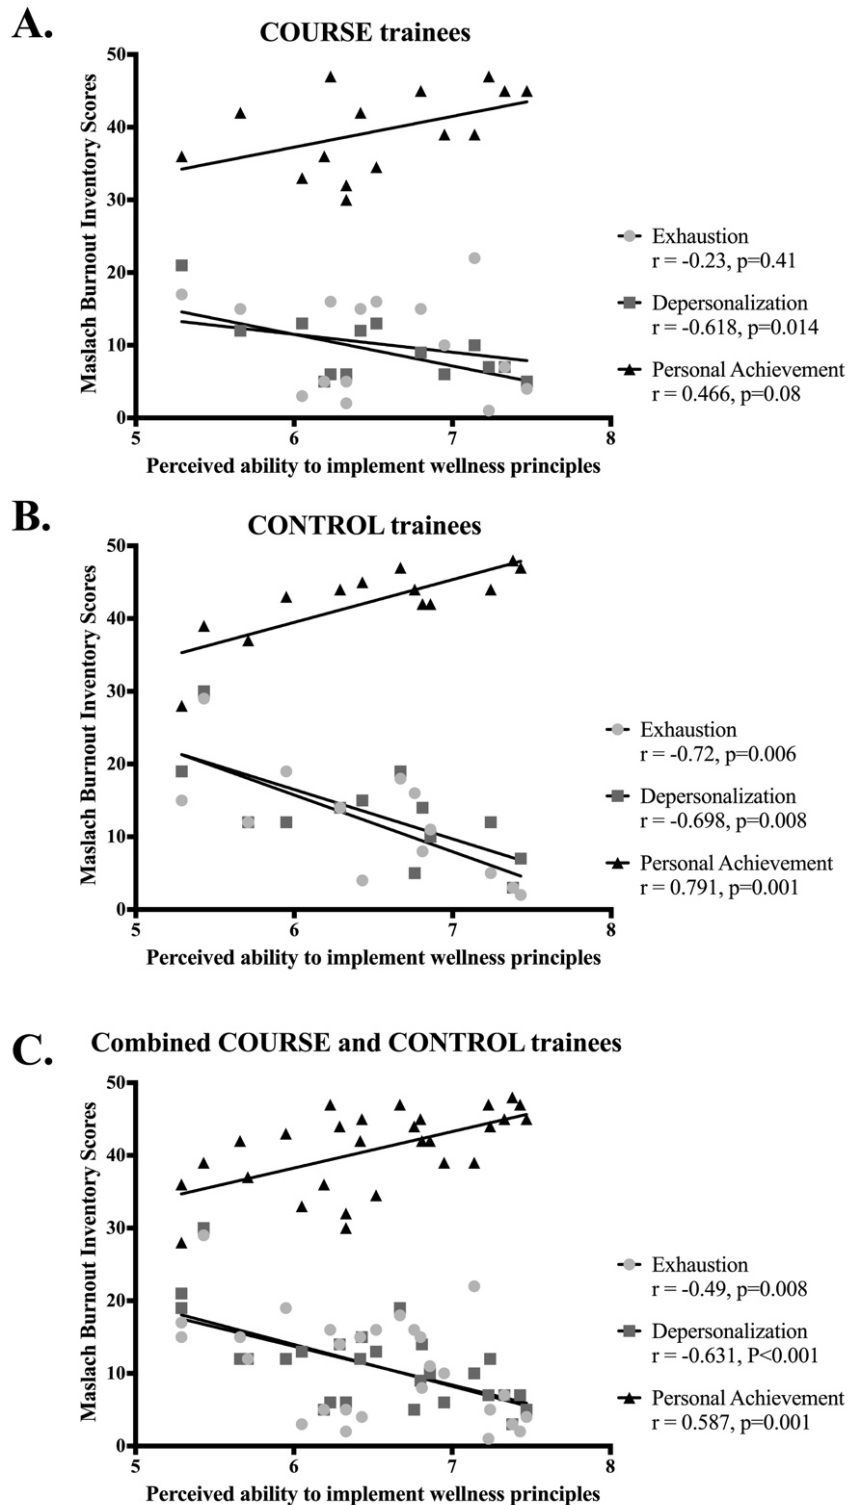 A.
COURSE trainees
Maslach Burnout Inventory Scores
50
40
30
20
10
0
5
6
7
8
Perceived ability to implement wellness principles
Exhaustion
r = -0.23, p=0.41
Depersonalization
r = -0.618, p=0.014
Personal Achievement
r = 0.466, p=0.08
B.
CONTROL trainees
Maslach Burnout Inventory Scores
50
40
30
20
10
0
5
6
7
8
Perceived ability to implement wellness principles
Exhaustion
r = -0.72, p=0.006
Depersonalization
r = -0.698, p=0.008
Personal Achievement
r = 0.791, p=0.001
C.
Combined COURSE and CONTROL trainees
Maslach Burnout Inventory Scores
50
40
30
20
10
0
5
6
7
8
Perceived ability to implement wellness principles
Exhaustion
r = -0.49, p=0.008
Depersonalization
r = -0.631, P<0.001
Personal Achievement
r = 0.587, p=0.001